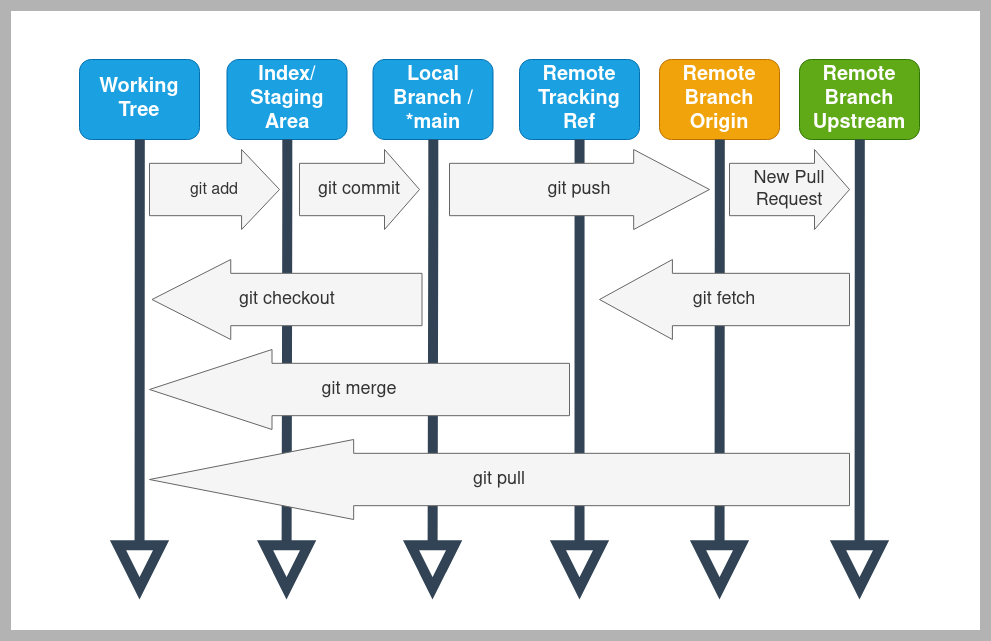 Working
Tree
Index/
Staging
Area
Local
Branch /
*main
Remote
Tracking
Ref
Remote
Branch
Origin
Remote
Branch
Upstream
git add
git commit
git push
New Pull
Request
git checkout
git fetch
git merge
git pull